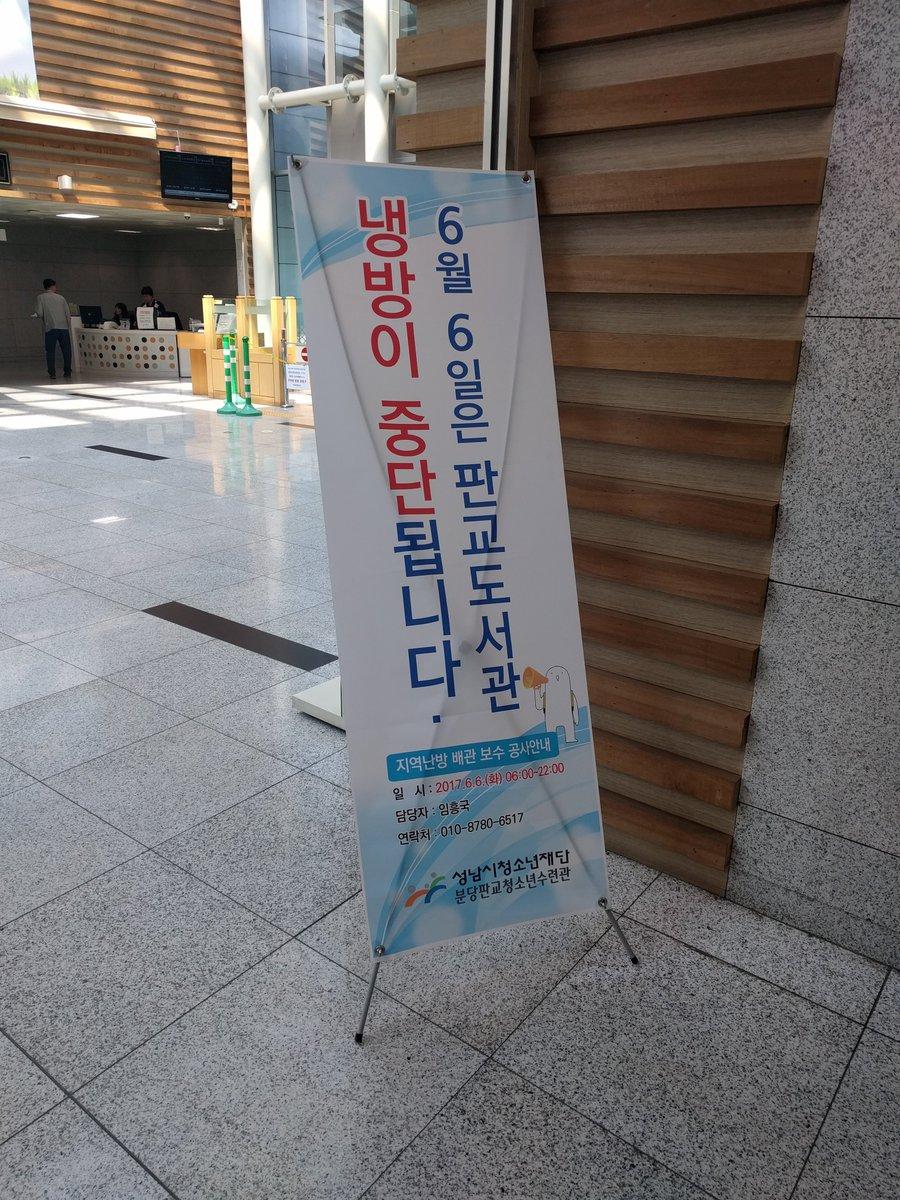 6월 6일은 판교도서관
냉방이 중단됩니다.
지역난방 배관 보수 공사안내
일 시 : 2017.6.6.(화) 06:00-22:00
담당자 : 임흥국
연락처 : 010-8780-6517
성남시청소년재단
분당판교청소년수련관